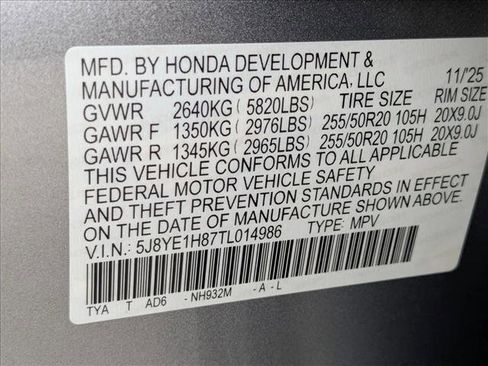 MFD. BY HONDA DEVELOPMENT &
MANUFACTURING OF AMERICA, LLC 11/'25
GVWR 2640KG ( 5820LBS) TIRE SIZE RIM SIZE
GAWR F 1350KG ( 2976LBS) 255/50R20 105H 20X9.0J
GAWR R 1345KG ( 2965LBS) 255/50R20 105H 20X9.0J
THIS VEHICLE CONFORMS TO ALL APPLICABLE
FEDERAL MOTOR VEHICLE SAFETY
AND THEFT PREVENTION STANDARDS IN EFFECT
ON THE DATE OF MANUFACTURE SHOWN ABOVE.
V.I.N: 5J8YE1H87TL014986 TYPE: MPV
TYA T AD6 - NH932M - A - L